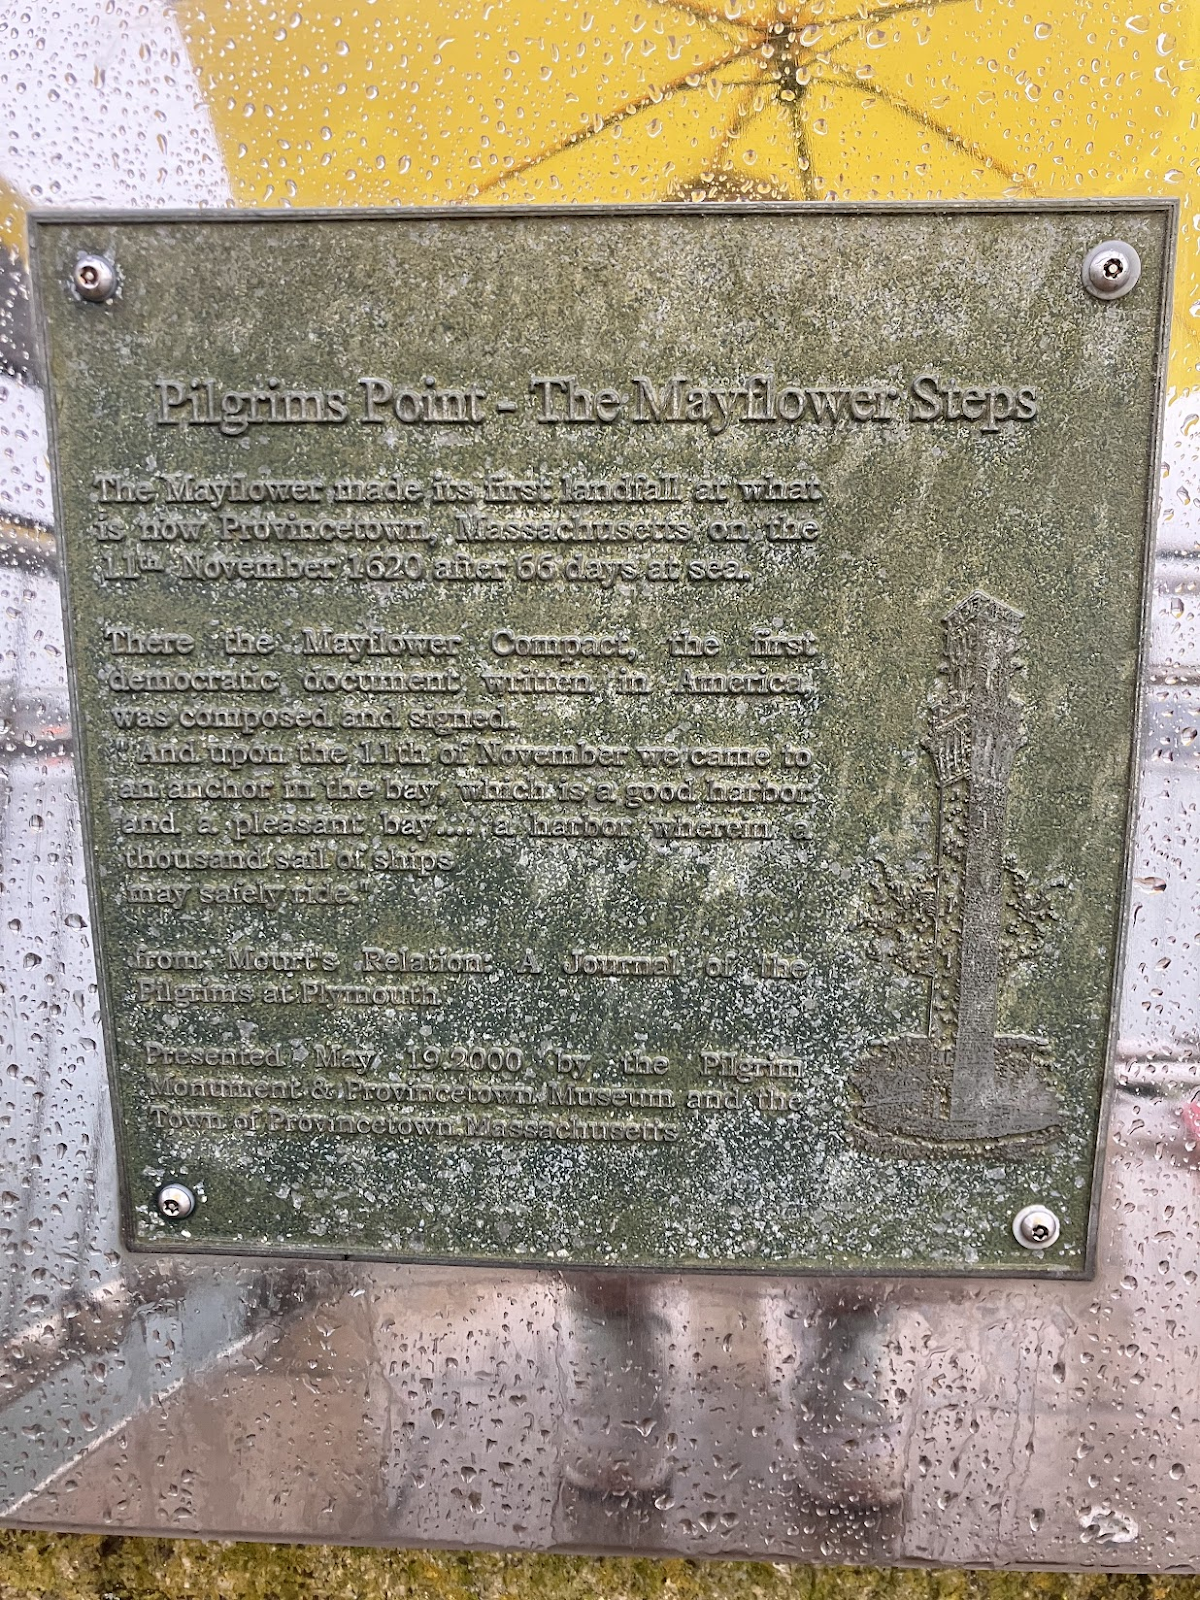 Pilgrims Point - The Mayflower Steps
The Mayflower made its first landfall at what
is now Provincetown, Massachusetts on the
11th November 1620 after 66 days at sea.
There the Mayflower Compact, the first
democratic document written in America,
was composed and signed.
"And upon the 11th of November we came to
an anchor in the bay, which is a good harbor
and a pleasant bay.... a harbor wherein a
thousand sail of ships
may safely ride."
from Mourt's Relation: A Journal of the
Pilgrims at Plymouth.
Presented May 19.2000 by the Pilgrim
Monument & Provincetown Museum and the
Town of Provincetown Massachusetts